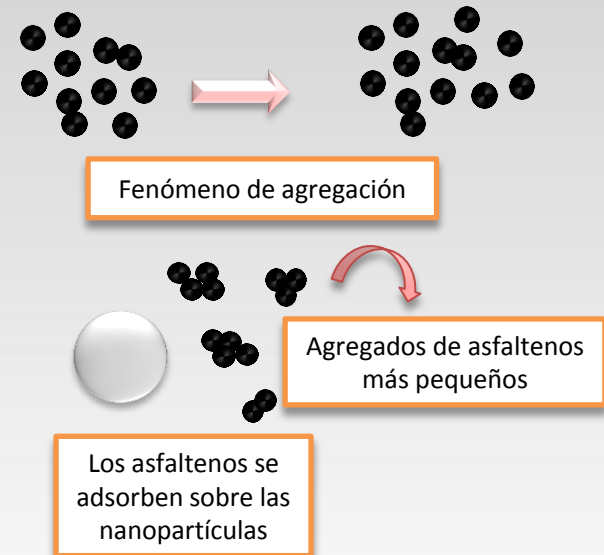 Fenómeno de agregación
Agregados de asfaltenos
más pequeños
Los asfaltenos se
adsorben sobre las
nanopartículas